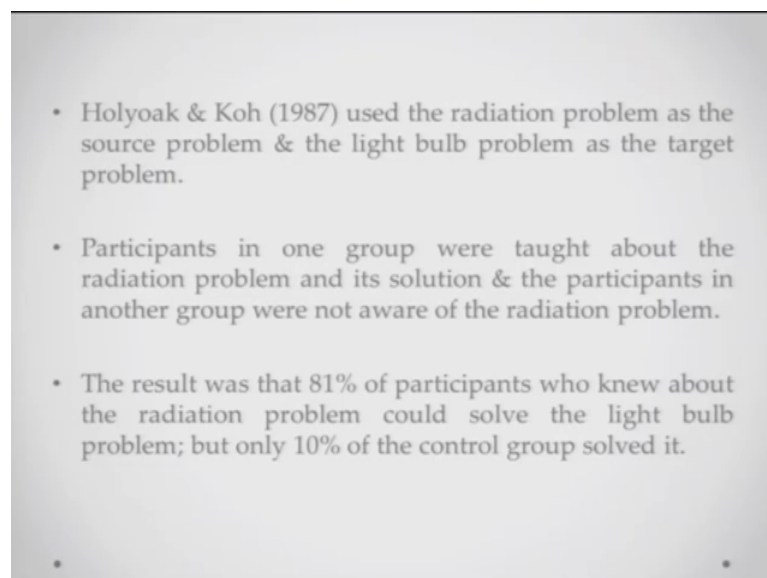 • Holyoak & Koh (1987) used the radiation problem as the
source problem & the light bulb problem as the target
problem.
• Participants in one group were taught about the
radiation problem and its solution & the participants in
another group were not aware of the radiation problem.
• The result was that 81% of participants who knew about
the radiation problem could solve the light bulb
problem; but only 10% of the control group solved it.